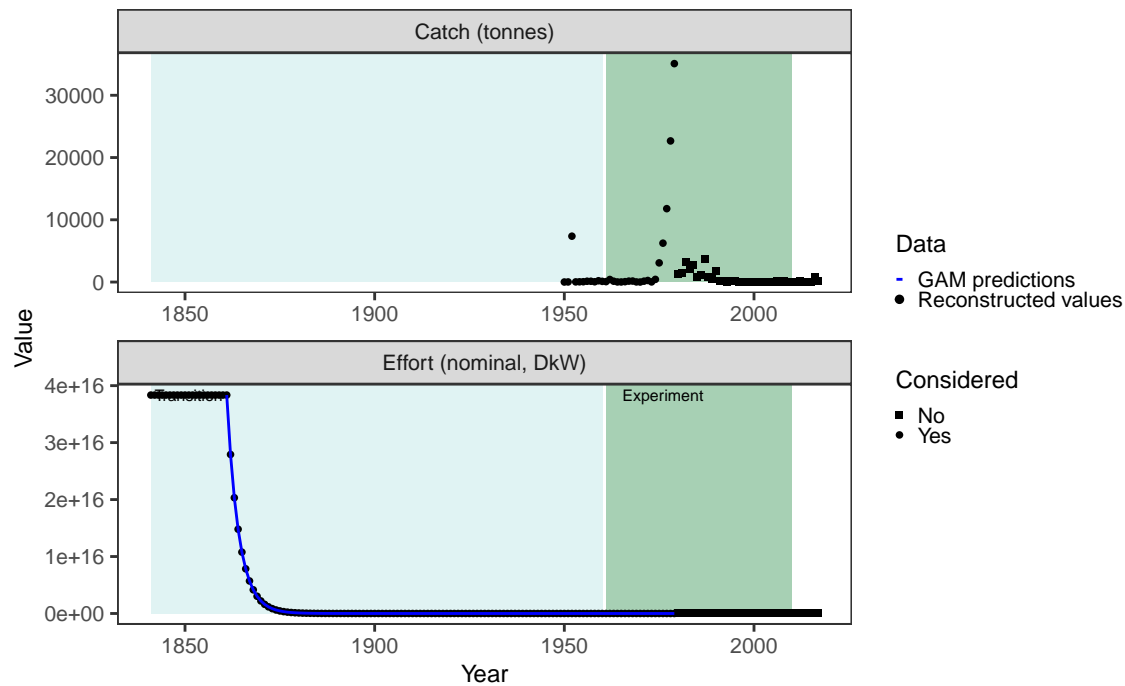 Catch (tonnes)
30000
20000
10000
0
1850
1900
1950
2000
Value
Effort (nominal, DkW)
4e+16
3e+16
2e+16
1e+16
0e+00
Transition
Experiment
1850
1900
1950
2000
Year
Data
GAM predictions
Reconstructed values
Considered
No
Yes